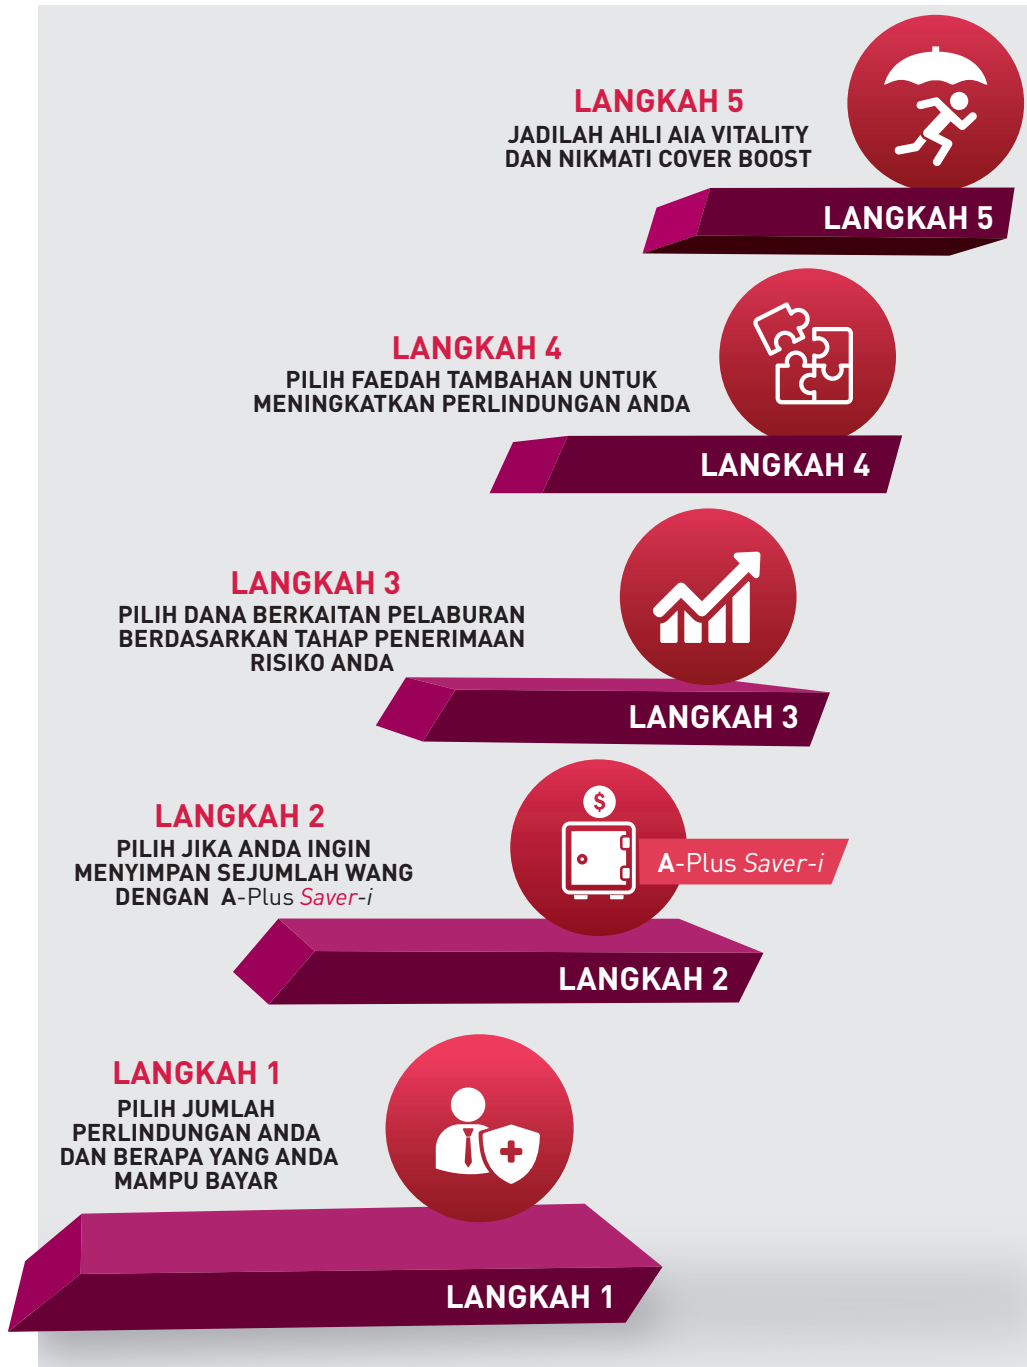 LANGKAH 5
JADILAH AHLI AIA VITALITY
DAN NIKMATI COVER BOOST
LANGKAH 5
LANGKAH 4
PILIH FAEDAH TAMBAHAN UNTUK
MENINGKATKAN PERLINDUNGAN ANDA
LANGKAH 4
LANGKAH 3
PILIH DANA BERKAITAN PELABURAN
BERDASARKAN TAHAP PENERIMAAN
RISIKO ANDA
LANGKAH 3
LANGKAH 2
PILIH JIKA ANDA INGIN
MENYIMPAN SEJUMLAH WANG
DENGAN A-Plus Saver-i
$
A-Plus Saver-i
LANGKAH 2
LANGKAH 1
PILIH JUMLAH
PERLINDUNGAN ANDA
DAN BERAPA YANG ANDA
MAMPU BAYAR
LANGKAH 1